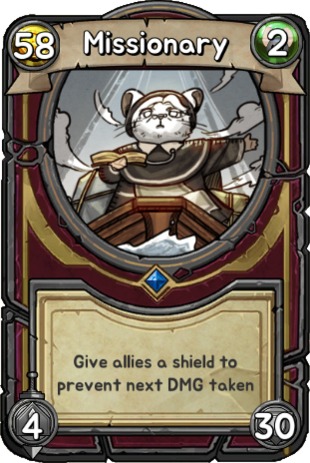 58 Missionary 2
Give allies a shield to
prevent next DMG taken
4 30